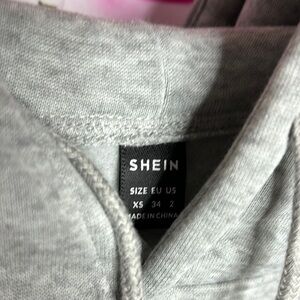 SHEIN
SIZE EU US
XS 34 2
MADE IN CHINA